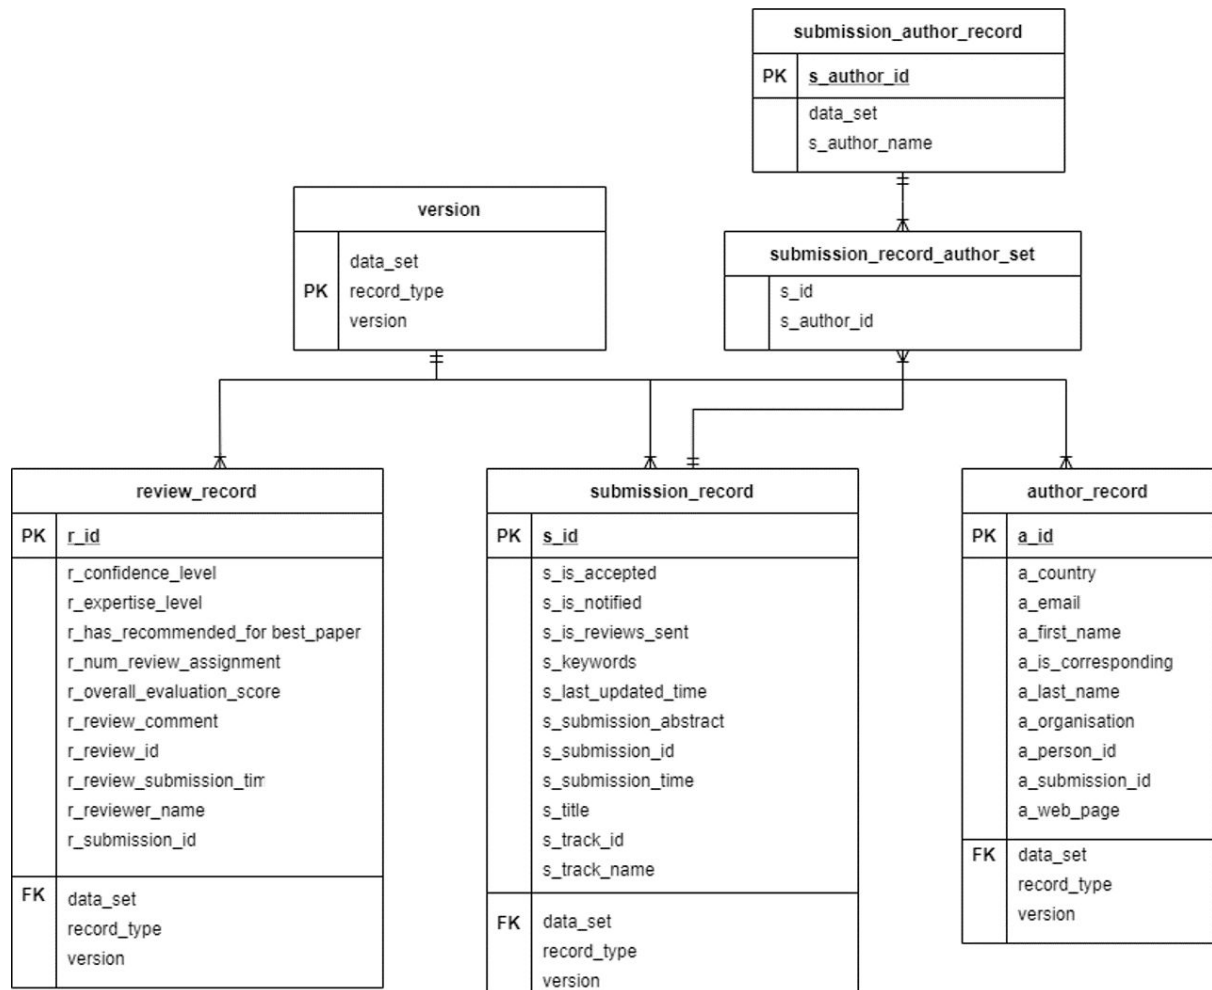 submission_author_record
PK s_author_id
data_set
s_author_name
version
data_set
PK record_type
version
submission_record_author_set
s_id
s_author_id
review_record
PK r_id
r_confidence_level
r_expertise_level
r_has_recommended_for best_paper
r_num_review_assignment
r_overall_evaluation_score
r_review_comment
r_review_id
r_review_submission_tim
r_reviewer_name
r_submission_id
FK data_set
record_type
version
submission_record
PK s_id
s_is_accepted
s_is_notified
s_is_reviews_sent
s_keywords
s_last_updated_time
s_submission_abstract
s_submission_id
s_submission_time
s_title
s_track_id
s_track_name
FK data_set
record_type
version
author_record
PK a_id
a_country
a_email
a_first_name
a_is_corresponding
a_last_name
a_organisation
a_person_id
a_submission_id
a_web_page
FK data_set
record_type
version